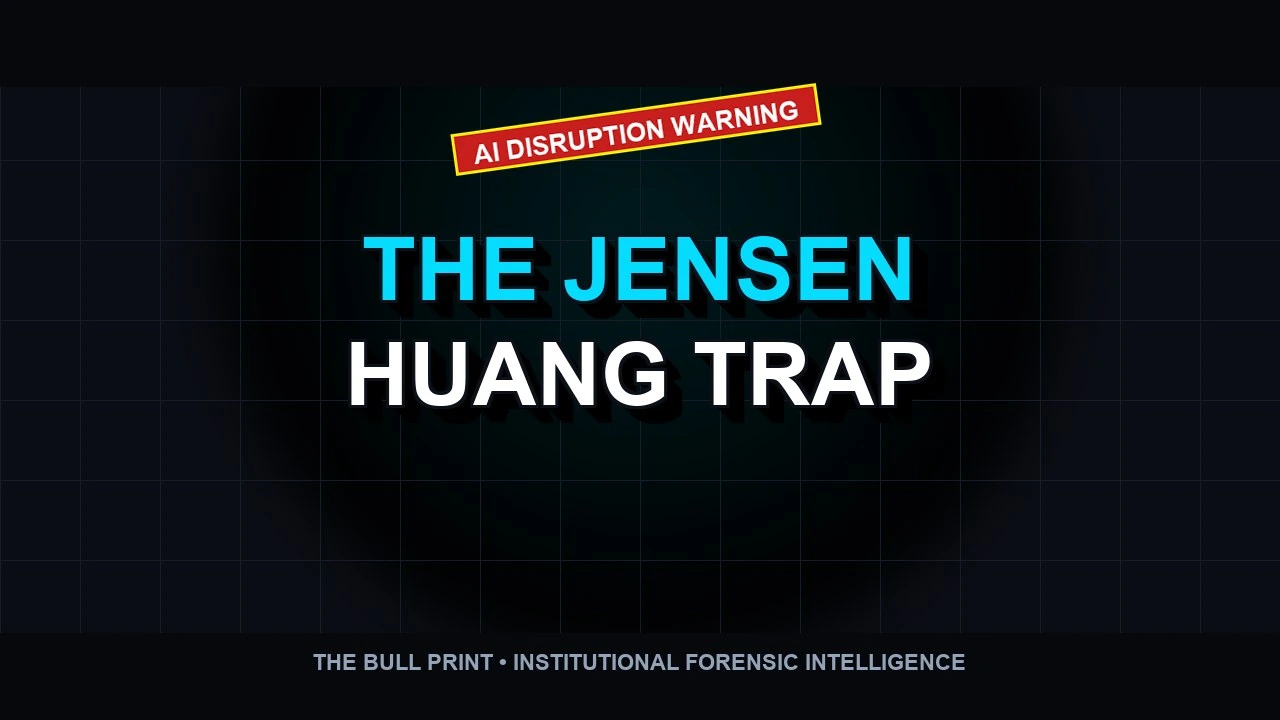 AI DISRUPTION WARNING
THE JENSEN
HUANG TRAP
THE BULL PRINT • INSTITUTIONAL FORENSIC INTELLIGENCE